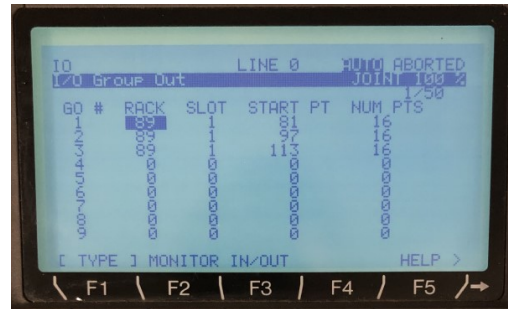 IO LINE 0 AUTO ABORTED
I/O Group Out JOINT 100 %
1/50
GO # RACK SLOT START PT NUM PTS
1 89 1 81 16
2 89 1 97 16
3 89 1 113 16
4 0 0 0 0
5 0 0 0 0
6 0 0 0 0
7 0 0 0 0
8 0 0 0 0
9 0 0 0 0
[ TYPE ] MONITOR IN/OUT HELP >
F1 F2 F3 F4 F5 →